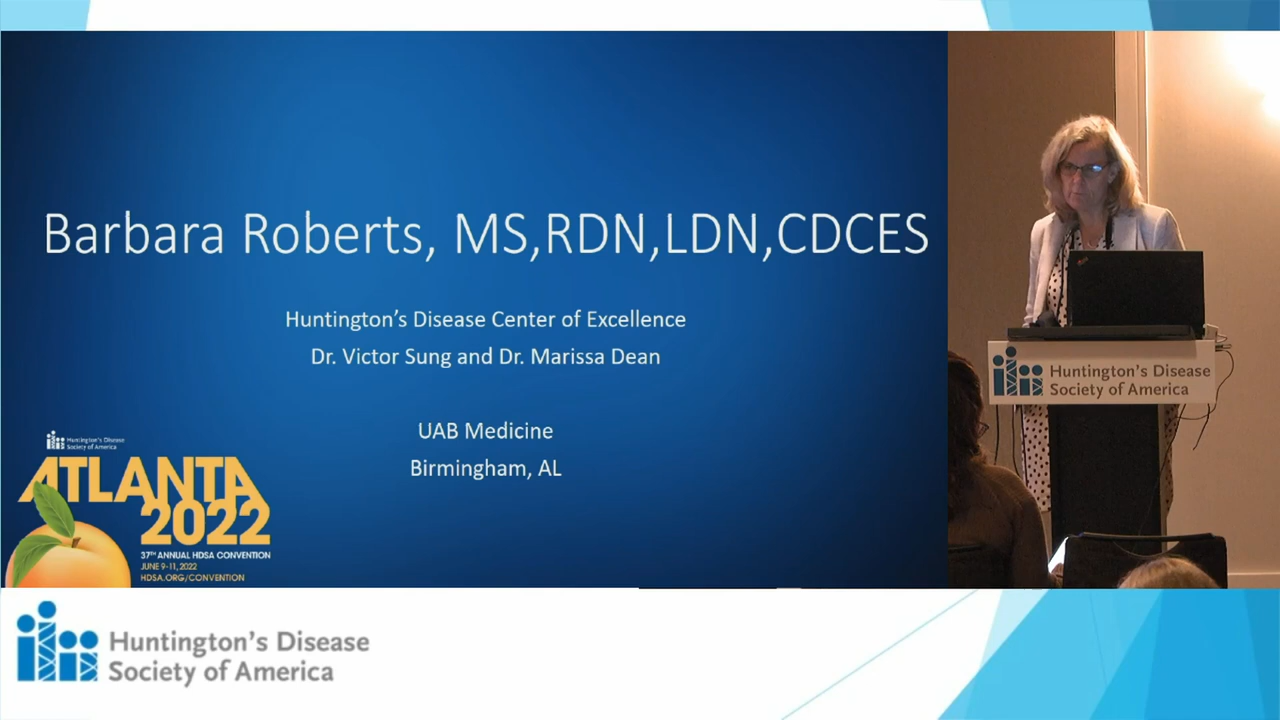 Barbara Roberts, MS,RDN,LDN,CDCES
Huntington's Disease Center of Excellence
Dr. Victor Sung and Dr. Marissa Dean
UAB Medicine
Birmingham, AL
Huntington's Disease
Society of America
ATLANTA
2022
37TH ANNUAL HDSA CONVENTION
JUNE 9-11, 2022
HDSA.ORG/CONVENTION
Huntington's Disease
Society of America
Huntington's Disease
Society of America